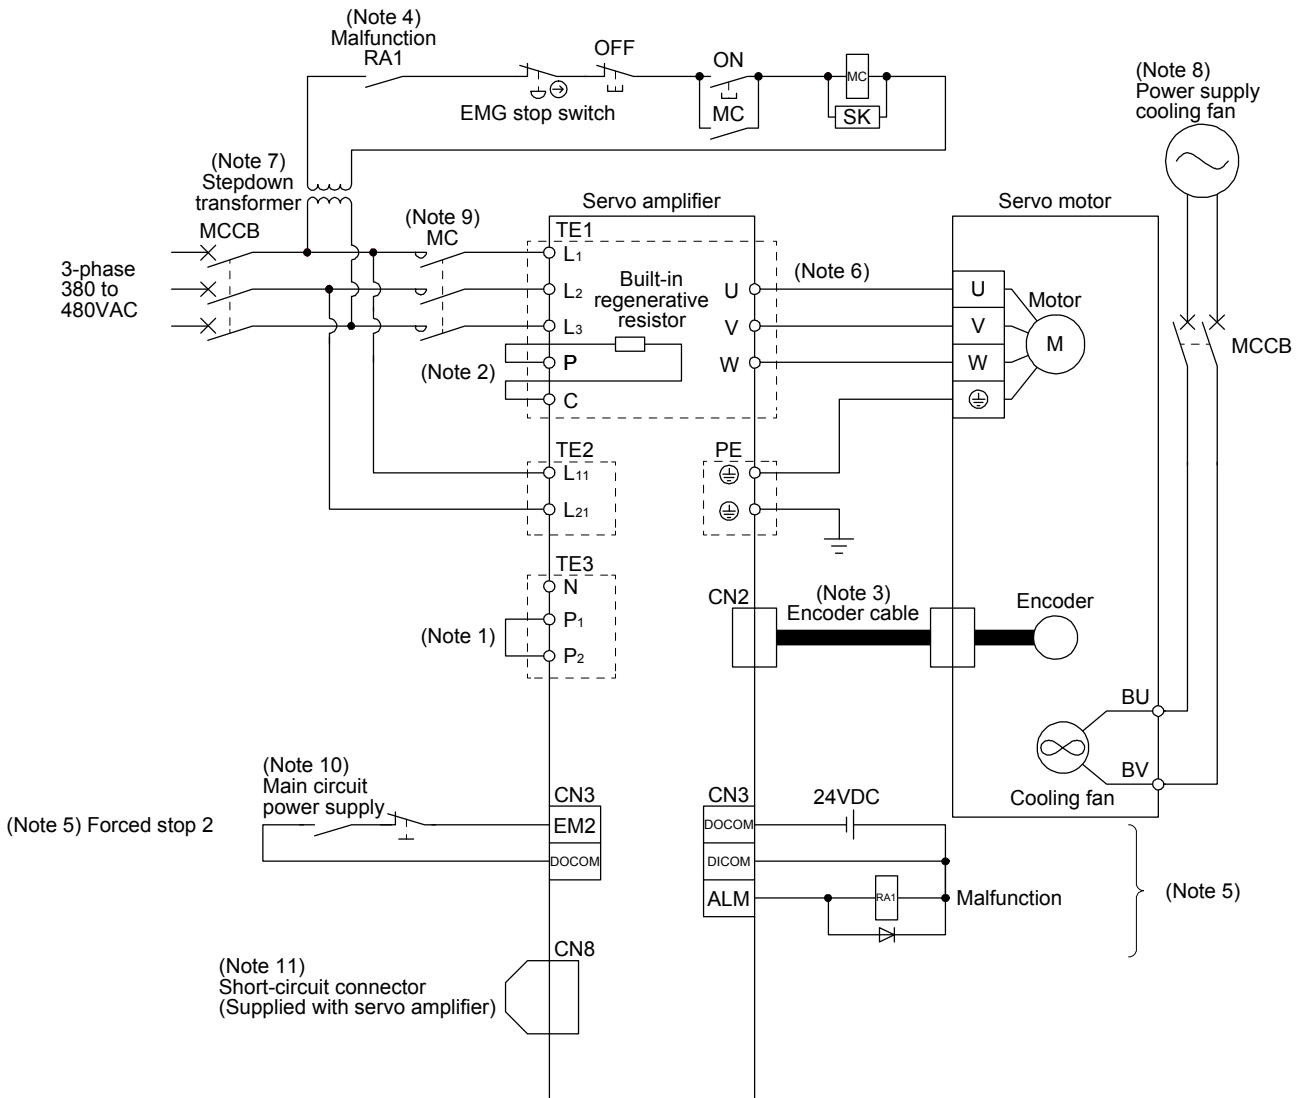 (Note 4)
Malfunction
RA1
OFF
ON
MC
EMG stop switch
MC
SK
(Note 8)
Power supply
cooling fan
(Note 7)
Stepdown
transformer
MCCB
(Note 9)
MC
Servo amplifier
Servo motor
3-phase
380 to
480VAC
TE1
L1
L2
L3
P
C
Built-in
regenerative
resistor
(Note 2)
U
V
W
(Note 6)
U
V
W
Motor
M
MCCB
TE2
L11
L21
PE
TE3
N
P1
P2
(Note 1)
CN2
(Note 3)
Encoder cable
Encoder
BU
BV
Cooling fan
(Note 10)
Main circuit
power supply
(Note 5) Forced stop 2
CN3
EM2
DOCOM
CN3
DOCOM
DICOM
ALM
24VDC
RA1
Malfunction
(Note 5)
CN8
(Note 11)
Short-circuit connector
(Supplied with servo amplifier)